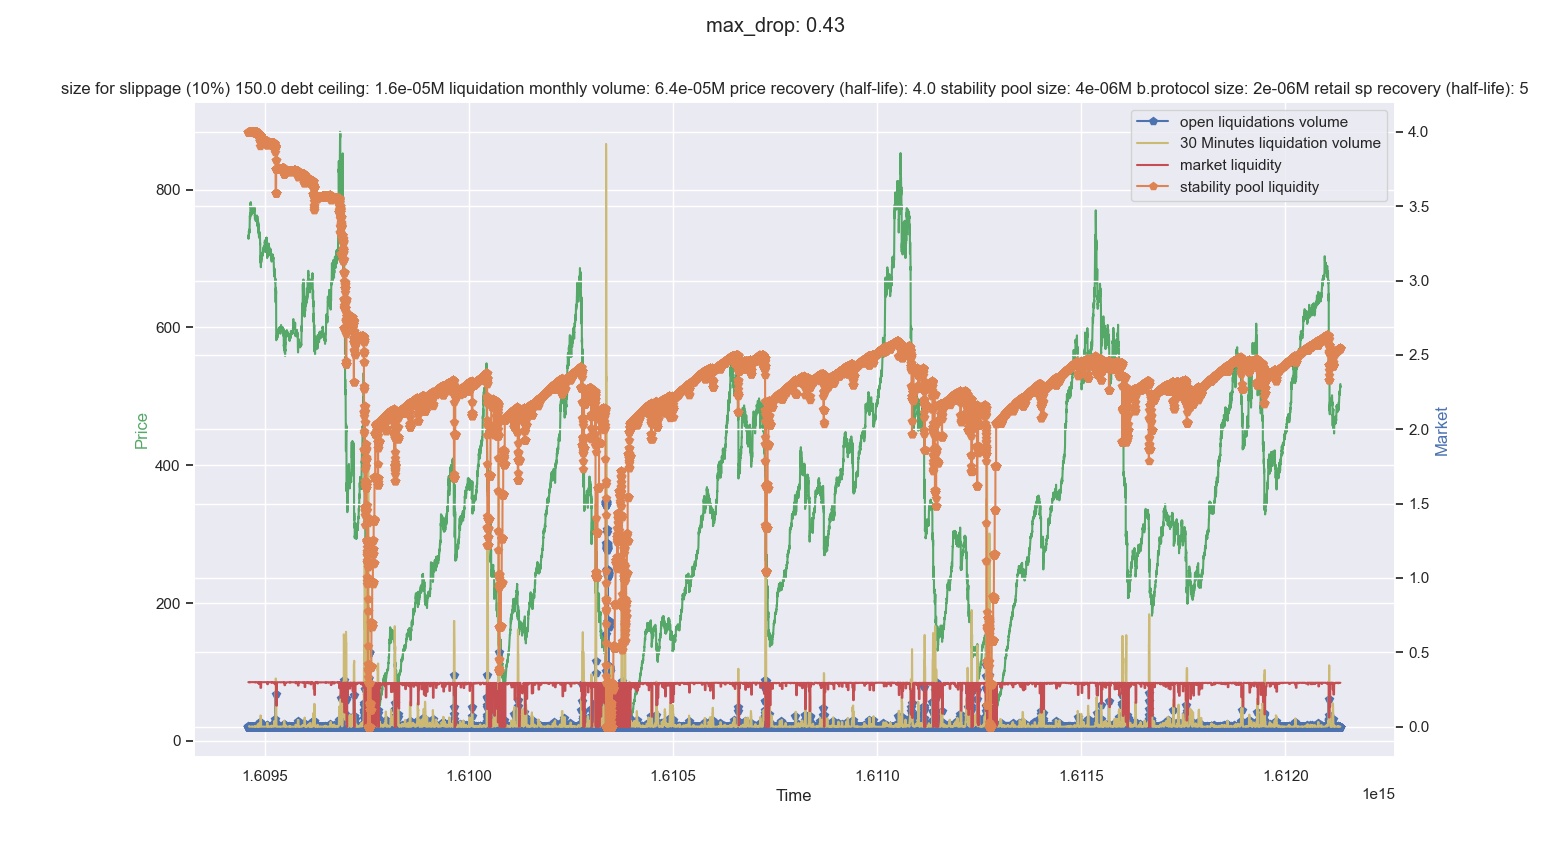 max_drop: 0.43
size for slippage (10%) 150.0 debt ceiling: 1.6e-05M liquidation monthly volume: 6.4e-05M price recovery (half-life): 4.0 stability pool size: 4e-06M b.protocol size: 2e-06M retail sp recovery (half-life): 5
open liquidations volume
30 Minutes liquidation volume
market liquidity
stability pool liquidity
Price
800
600
400
200
0
Market
4.0
3.5
3.0
2.5
2.0
1.5
1.0
0.5
0.0
1.6095 1.6100 1.6105 1.6110 1.6115 1.6120
Time
1e15